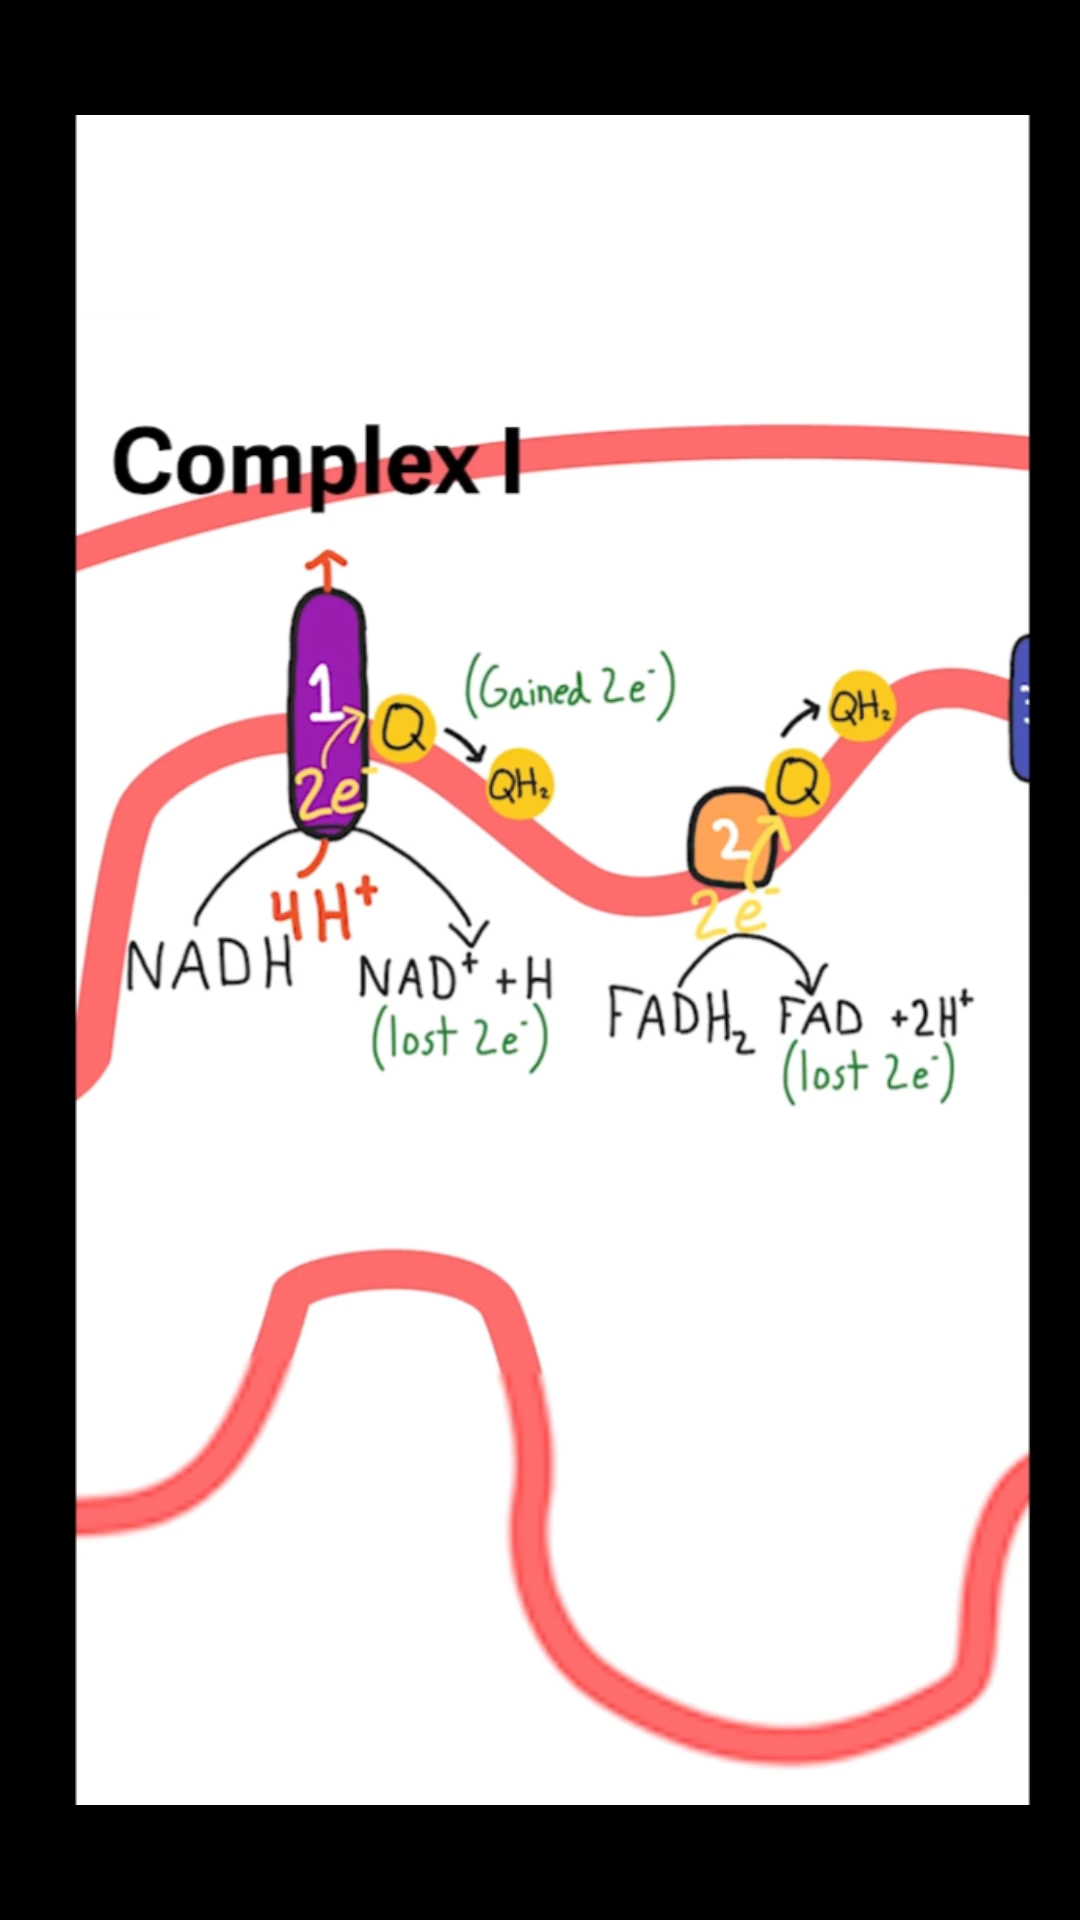 Complex I
1
2e⁻
Q
(Gained 2e⁻)
QH₂
QH₂
Q
2
2e⁻
4H⁺
NADH
NAD⁺ + H
(lost 2e⁻)
FADH₂
FAD +2H⁺
(lost 2e⁻)